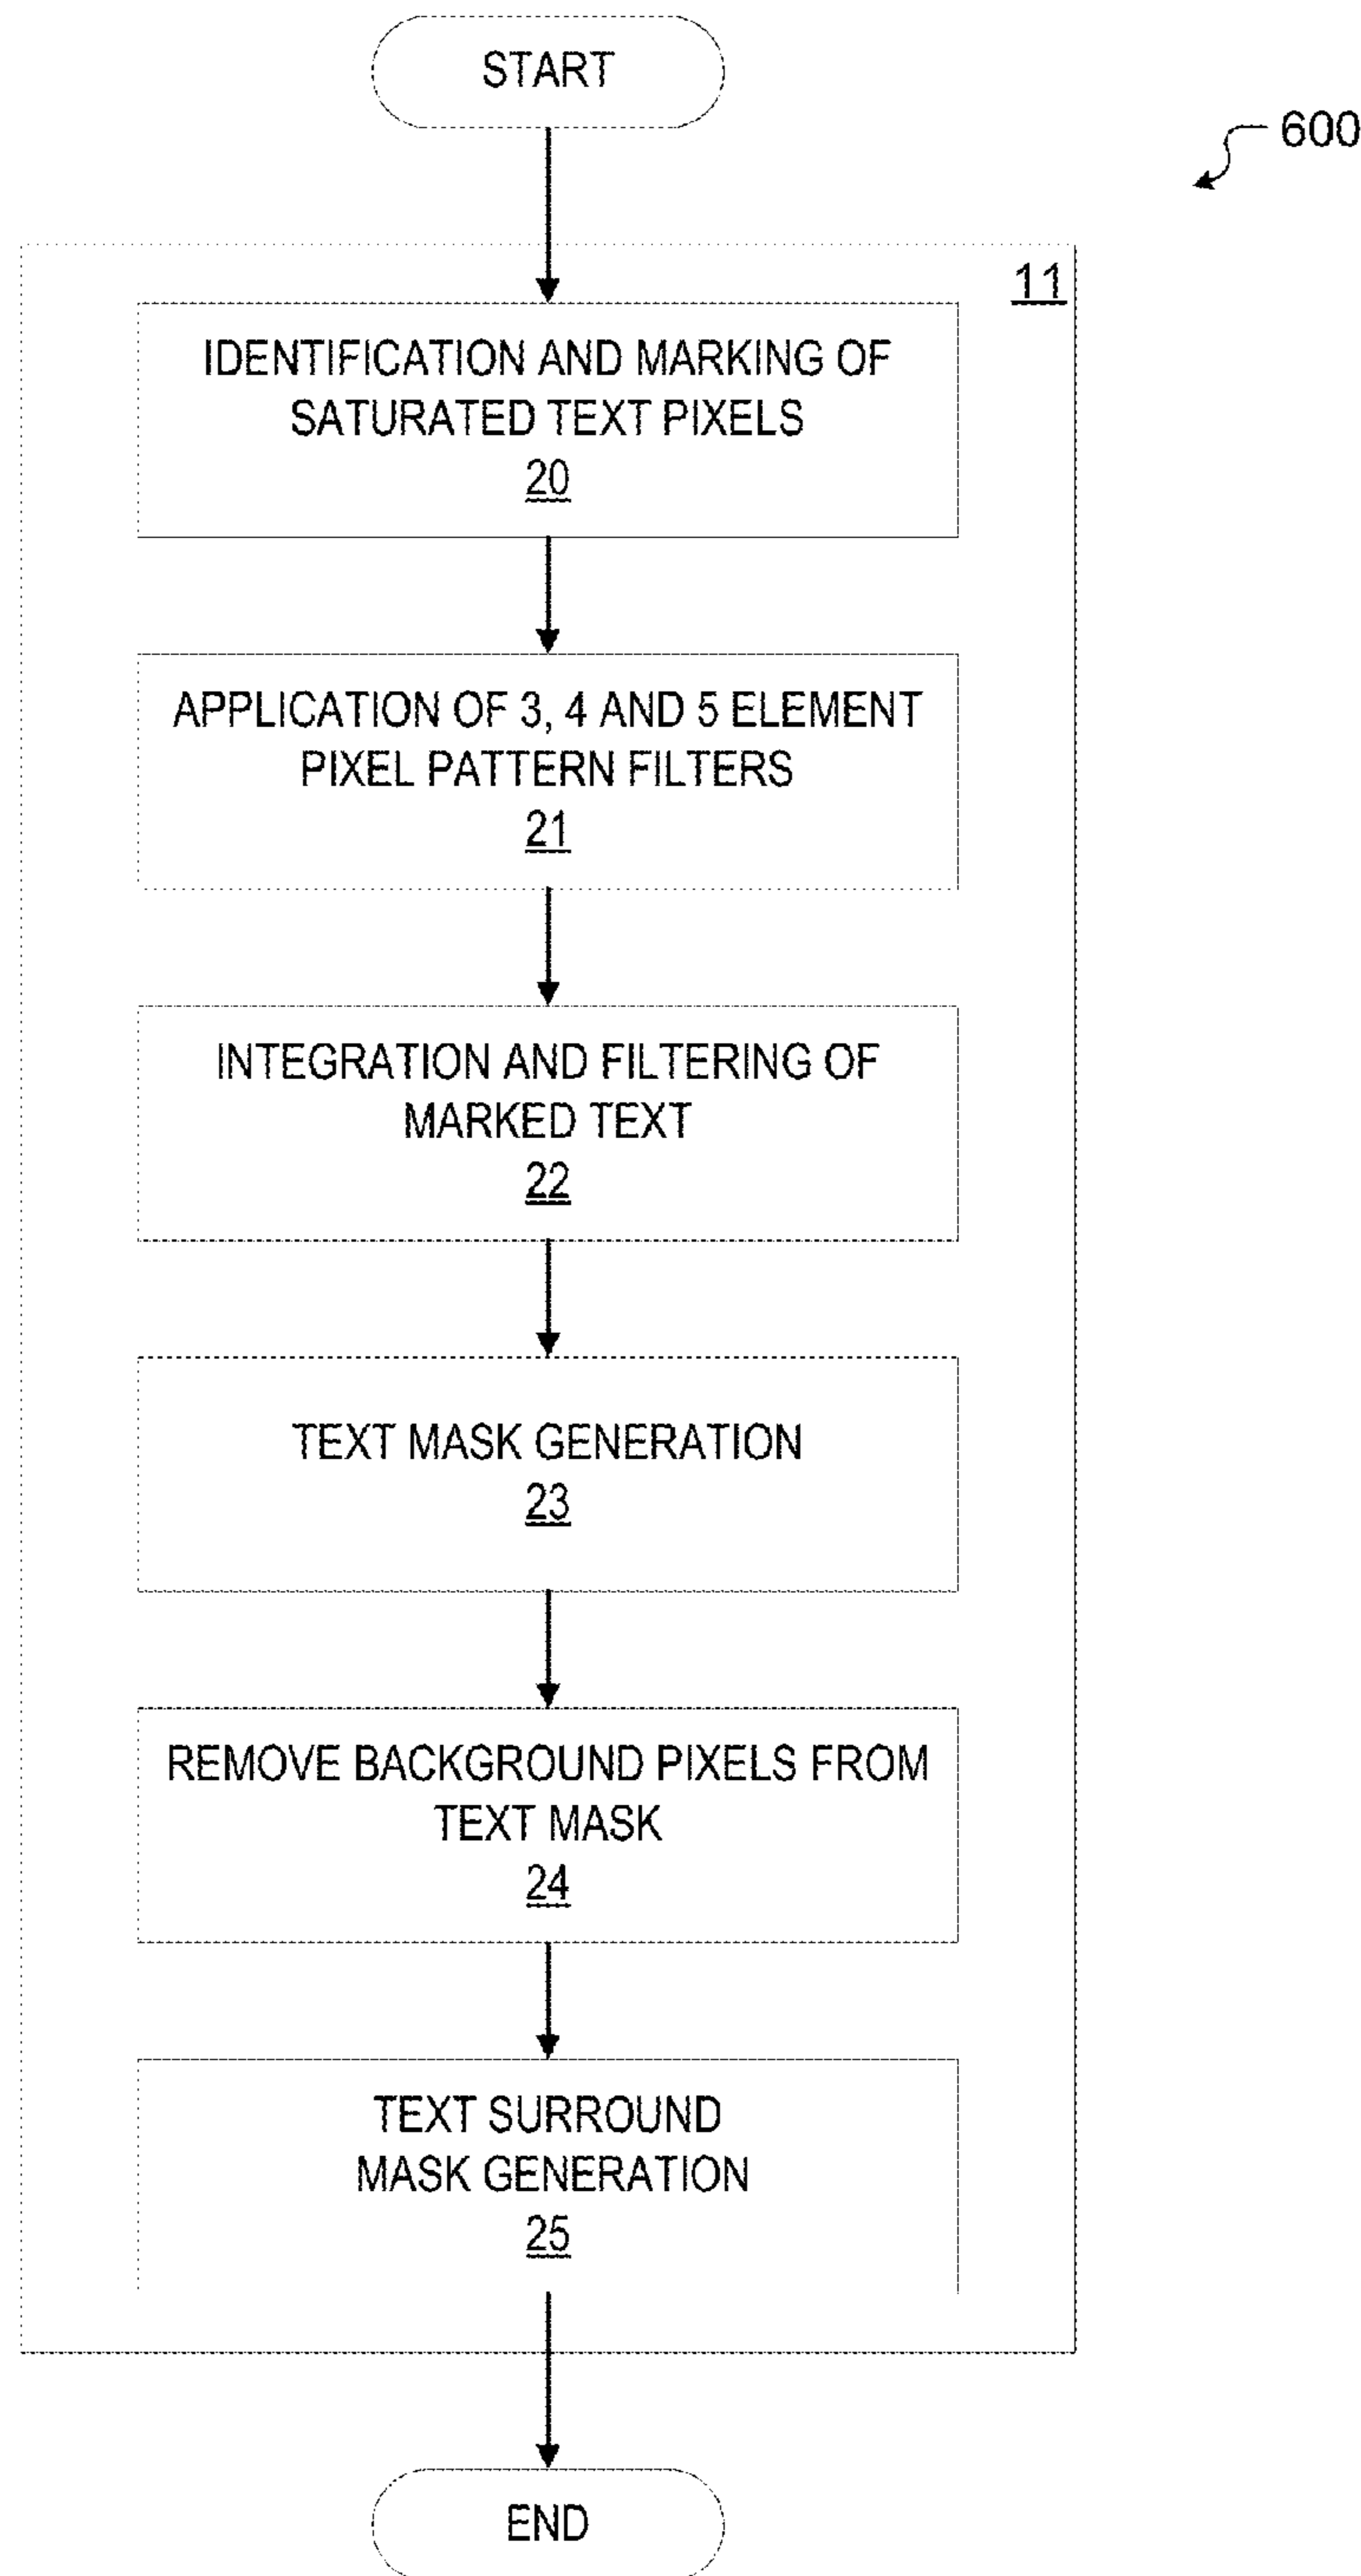 START
600
11
IDENTIFICATION AND MARKING OF
SATURATED TEXT PIXELS
20
APPLICATION OF 3, 4 AND 5 ELEMENT
PIXEL PATTERN FILTERS
21
INTEGRATION AND FILTERING OF
MARKED TEXT
22
TEXT MASK GENERATION
23
REMOVE BACKGROUND PIXELS FROM
TEXT MASK
24
TEXT SURROUND
MASK GENERATION
25
END